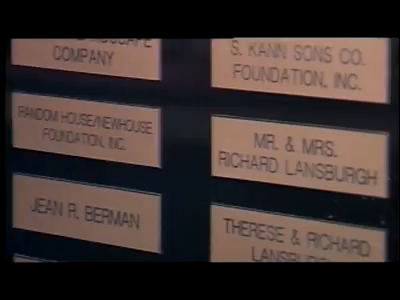 COMPANY
RANDOM HOUSE/NEWHOUSE
FOUNDATION, INC.
JEAN R. BERMAN
S. KANN SONS CO.
FOUNDATION, INC.
MR. & MRS.
RICHARD LANSBURGH
THERESE & RICHARD
LANSBURGH